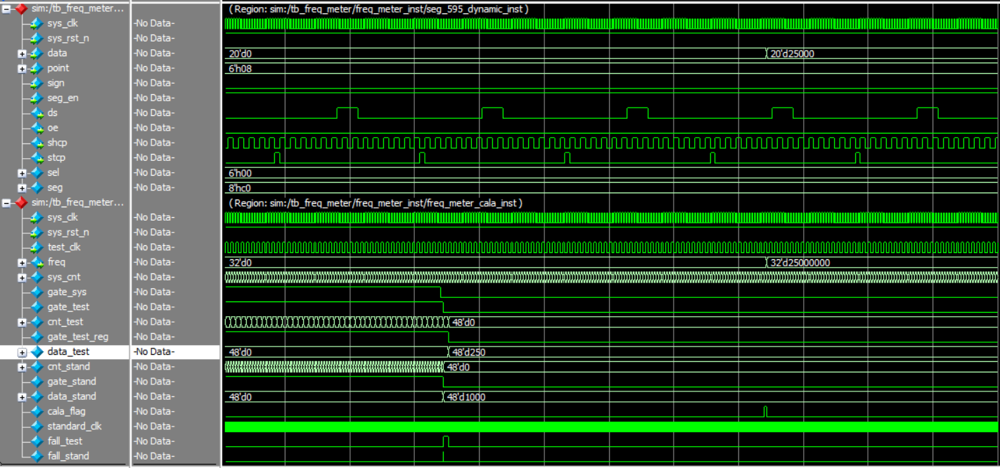 sim:/tb_freq_meter... (Region: sim:/tb_freq_meter/freq_meter_inst/seg_595_dynamic_inst )
sys_clk -No Data-
sys_rst_n -No Data-
data -No Data- 20'd0 20'd25000
point -No Data- 6'h08
sign -No Data-
seg_en -No Data-
ds -No Data-
oe -No Data-
shcp -No Data-
stcp -No Data-
sel -No Data- 6'h00
seg -No Data- 8'hc0
sim:/tb_freq_meter... (Region: sim:/tb_freq_meter/freq_meter_inst/freq_meter_cala_inst )
sys_clk -No Data-
sys_rst_n -No Data-
test_clk -No Data-
freq -No Data- 32'd0 32'd25000000
sys_cnt -No Data-
gate_sys -No Data-
gate_test -No Data-
cnt_test -No Data- 48'd0
gate_test_reg -No Data-
data_test -No Data- 48'd0 48'd250
cnt_stand -No Data- 48'd0
gate_stand -No Data-
data_stand -No Data- 48'd0 48'd1000
cala_flag -No Data-
standard_clk -No Data-
fall_test -No Data-
fall_stand -No Data-